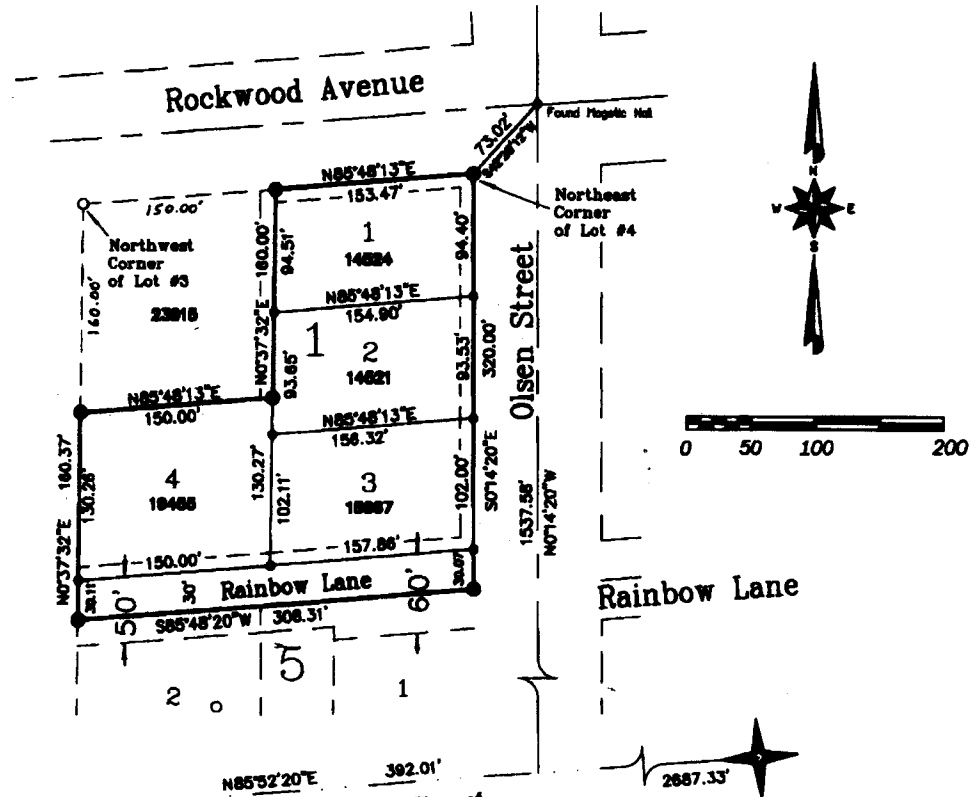 Rockwood Avenue
73.02'
Found Magetic Nail
N85°48'13"E
153.47'
Northeast
Corner
of Lot #4
N
W E
S
150.00'
Northwest
Corner
of Lot #3
160.00'
1
14524
160.00'
94.51'
94.40'
N0°37'32"E
N85°48'13"E
154.90'
1
2
14621
93.65'
93.53'
320.00'
Olsen Street
N85°48'13"E
150.00'
N85°48'13"E
156.32'
0 50 100 200
160.37'
130.26'
N0°37'32"E
4
130.27'
102.11'
3
102.00'
S0°14'20"E
1537.58'
N0°14'20"W
150.00'
157.86'
30.11'
50'
30'
Rainbow Lane
60'
30.07'
Rainbow Lane
S85°48'20"W
308.31'
5
2
1
N85°52'20"E
392.01'
2687.33'